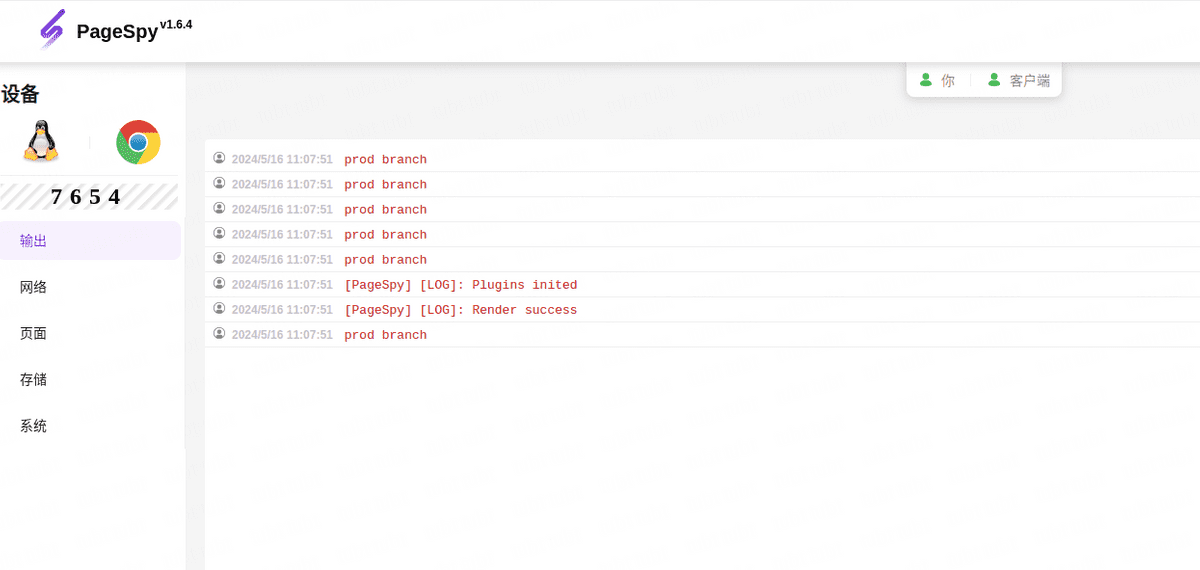 PageSpy v1.6.4
你 客户端
设备
7654
输出
网络
页面
存储
系统
2024/5/16 11:07:51 prod branch
2024/5/16 11:07:51 prod branch
2024/5/16 11:07:51 prod branch
2024/5/16 11:07:51 prod branch
2024/5/16 11:07:51 prod branch
2024/5/16 11:07:51 [PageSpy] [LOG]: Plugins inited
2024/5/16 11:07:51 [PageSpy] [LOG]: Render success
2024/5/16 11:07:51 prod branch